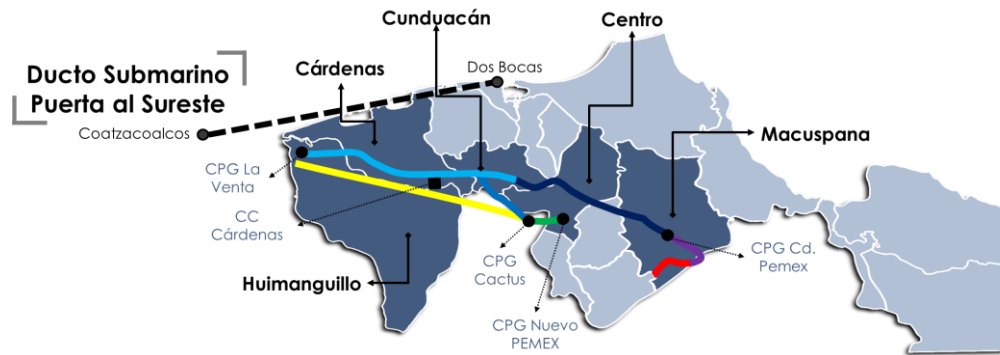 Cunduacán
Centro
Ducto Submarino
Puerta al Sureste
Cárdenas
Dos Bocas
Coatzacoalcos
Macuspana
CPG La
Venta
CC
Cárdenas
CPG
Cactus
CPG Cd.
Pemex
Huimanguillo
CPG Nuevo
PEMEX